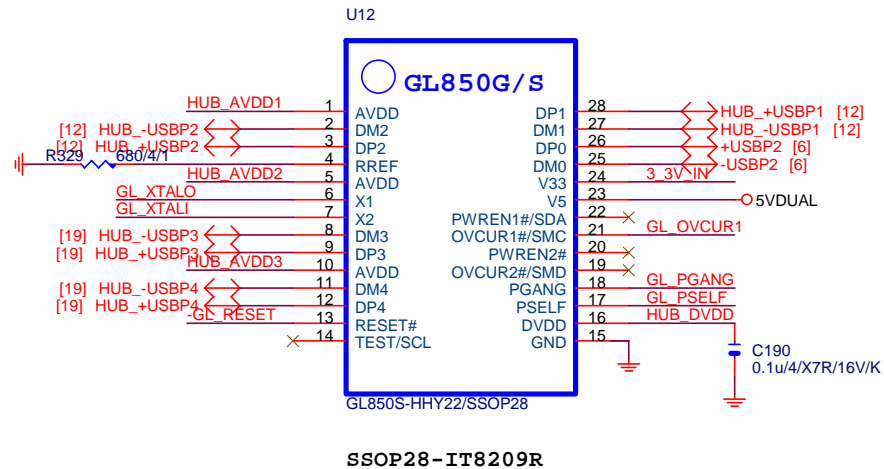 U12
GL850G/S
HUB_AVDD1 1 AVDD DP1 28 HUB_+USBP1 [12]
[12] HUB_-USBP2 2 DM2 DM1 27 HUB_-USBP1 [12]
[12] HUB_+USBP2 3 DP2 DP0 26 +USBP2 [6]
R329 680/4/1 4 RREF DM0 25 -USBP2 [6]
HUB_AVDD2 5 AVDD V33 24 3_3V_IN
GL_XTALO 6 X1 V5 23 5VDUAL
GL_XTALI 7 X2 PWREN1#/SDA 22
[19] HUB_-USBP3 8 DM3 OVCUR1#/SMC 21 GL_OVCUR1
[19] HUB_+USBP3 9 DP3 PWREN2# 20
HUB_AVDD3 10 AVDD OVCUR2#/SMD 19
[19] HUB_-USBP4 11 DM4 PGANG 18 GL_PGANG
[19] HUB_+USBP4 12 DP4 PSELF 17 GL_PSELF
-GL_RESET 13 RESET# DVDD 16 HUB_DVDD
14 TEST/SCL GND 15
C190
0.1u/4/X7R/16V/K
GL850S-HHY22/SSOP28
SSOP28-IT8209R